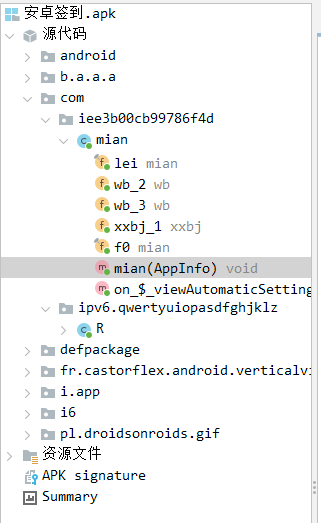 安卓签到.apk
源代码
android
b.a.a.a
com
iee3b00cb99786f4d
mian
lei mian
wb_2 wb
wb_3 wb
xxbj_1 xxbj
f0 mian
mian(AppInfo) void
on_$_viewAutomaticSetting
ipv6.qwertyuiopasdfghjklz
R
defpackage
fr.castorflex.android.verticalvi
i.app
i6
pl.droidsonroids.gif
资源文件
APK signature
Summary